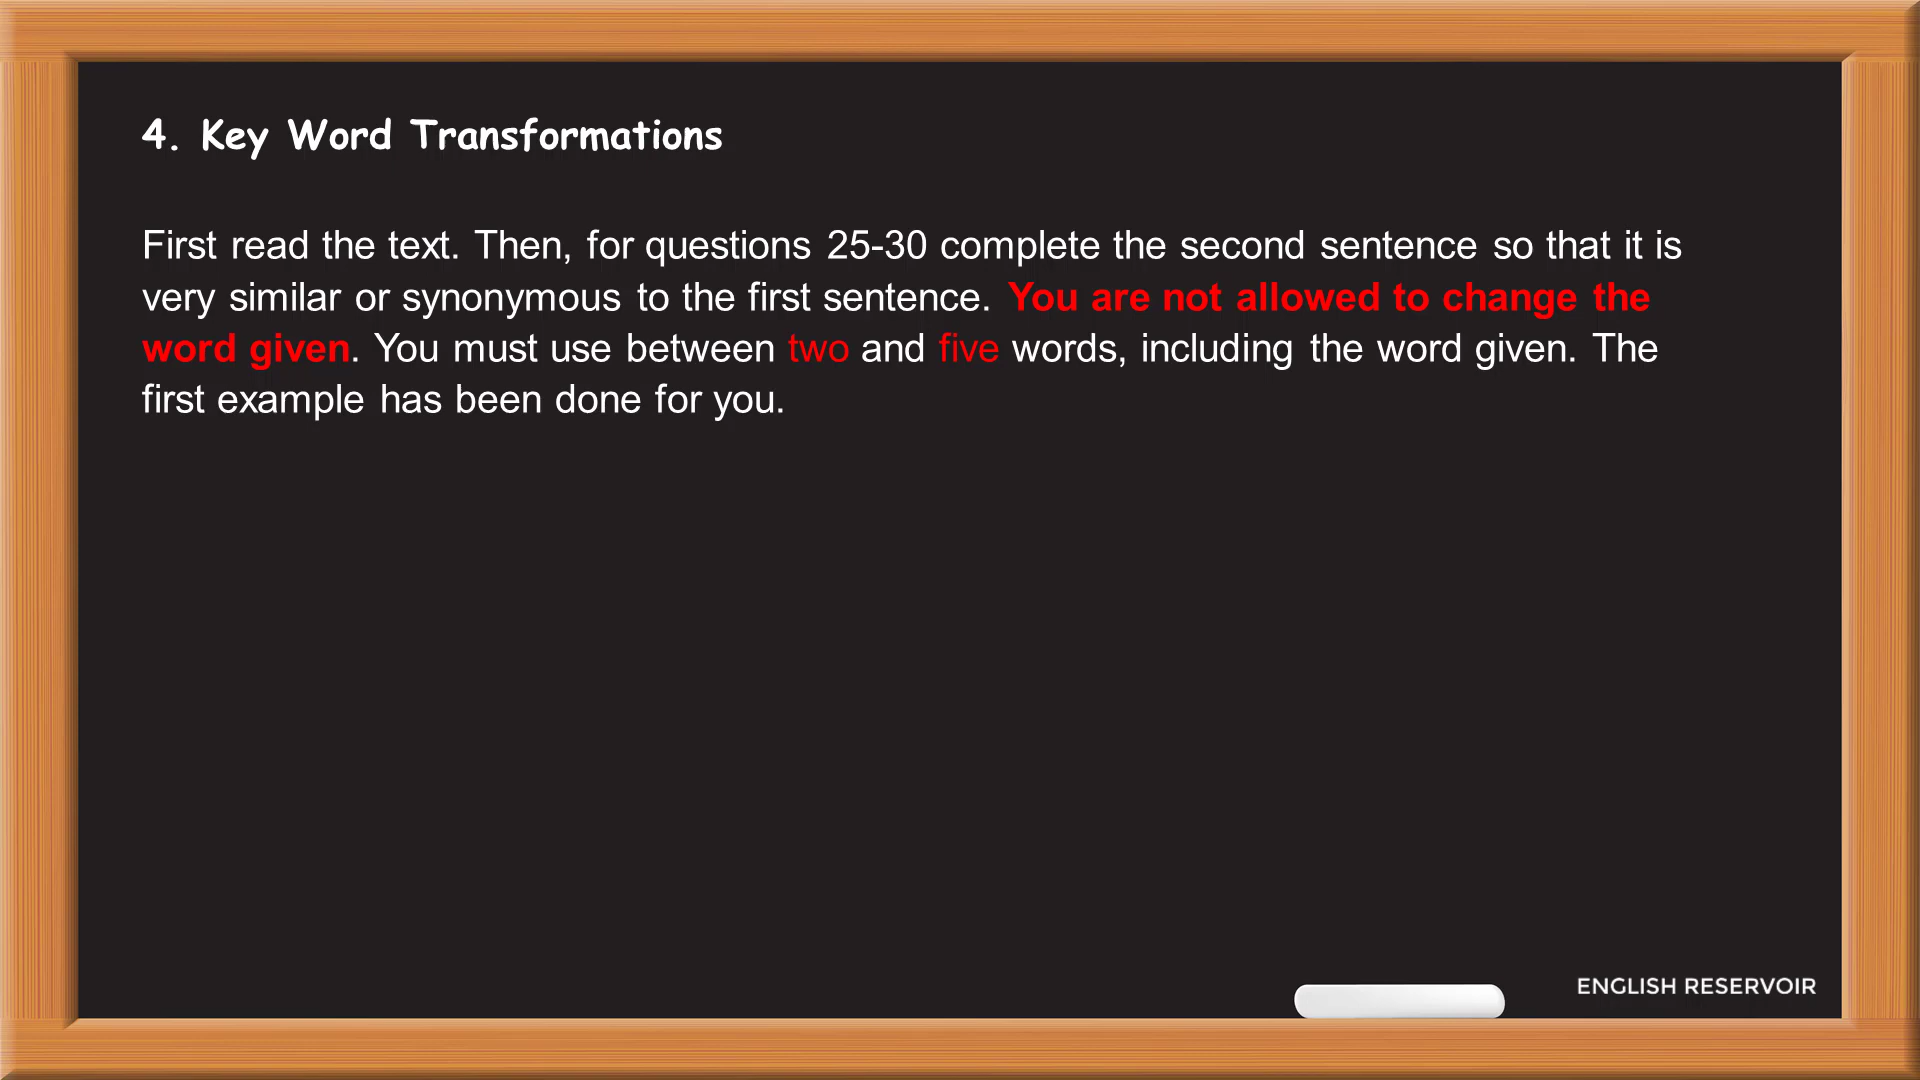 4. Key Word Transformations
First read the text. Then, for questions 25-30 complete the second sentence so that it is
very similar or synonymous to the first sentence. You are not allowed to change the
word given. You must use between two and five words, including the word given. The
first example has been done for you.
ENGLISH RESERVOIR